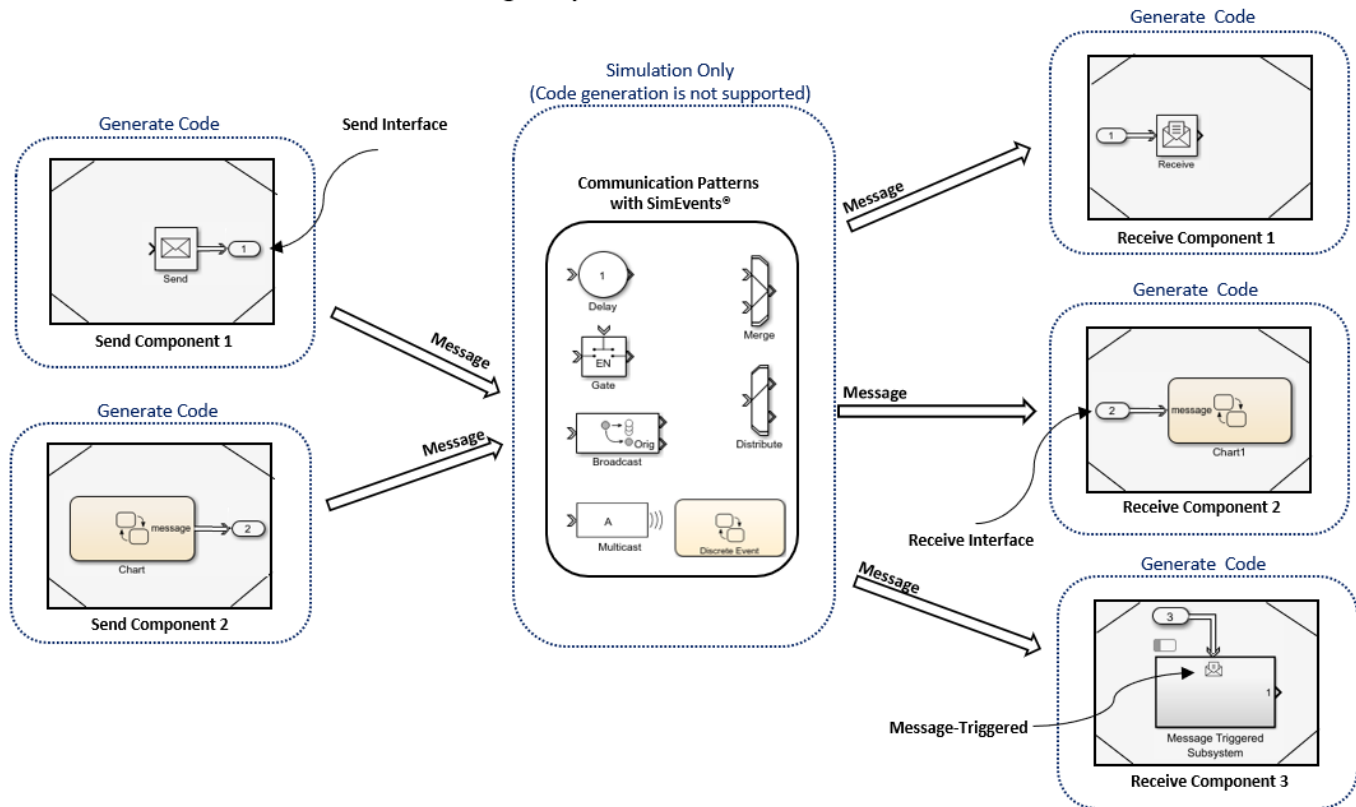 Generate Code
Send Interface
Send
1
Send Component 1
Message
Generate Code
message
2
Chart
Send Component 2
Message
Simulation Only
(Code generation is not supported)
Communication Patterns
with SimEvents®
1
Delay
Merge
EN
Gate
Orig
Broadcast
Distribute
A
Multicast
Discrete Event
Message
Generate Code
1
Receive
Receive Component 1
Message
Generate Code
2
message
Chart1
Receive Component 2
Receive Interface
Message
Generate Code
3
1
Message-Triggered
Message Triggered
Subsystem
Receive Component 3